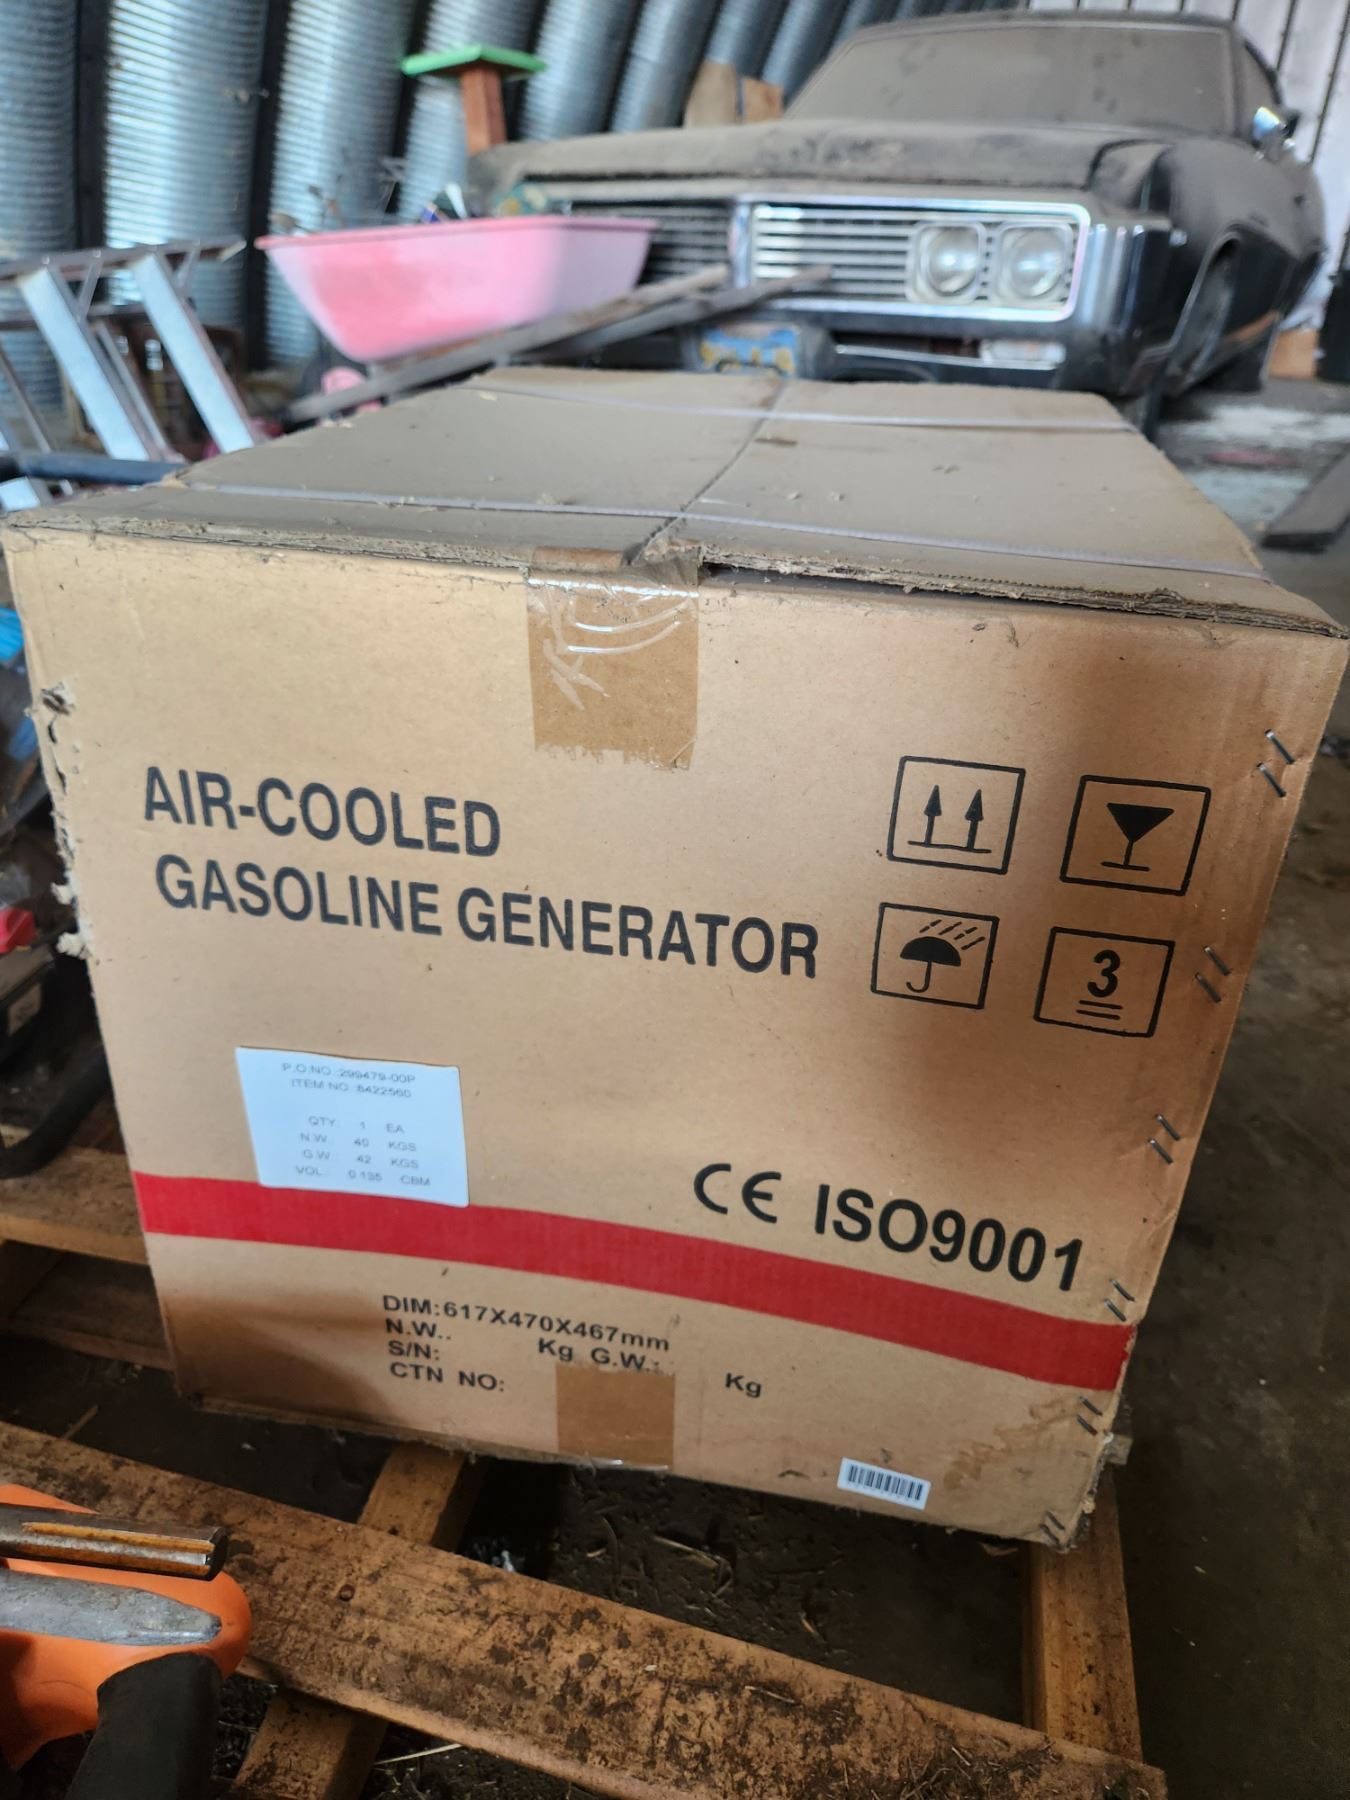 AIR-COOLED
GASOLINE GENERATOR
3
P.O.NO.:299479-00P
ITEM NO.:8422560
QTY: 1 EA
N.W: 40 KGS
G.W: 42 KGS
VOL: 0.135 CBM
CE ISO9001
DIM:617X470X467mm
N.W.: Kg G.W.: Kg
S/N:
CTN NO: